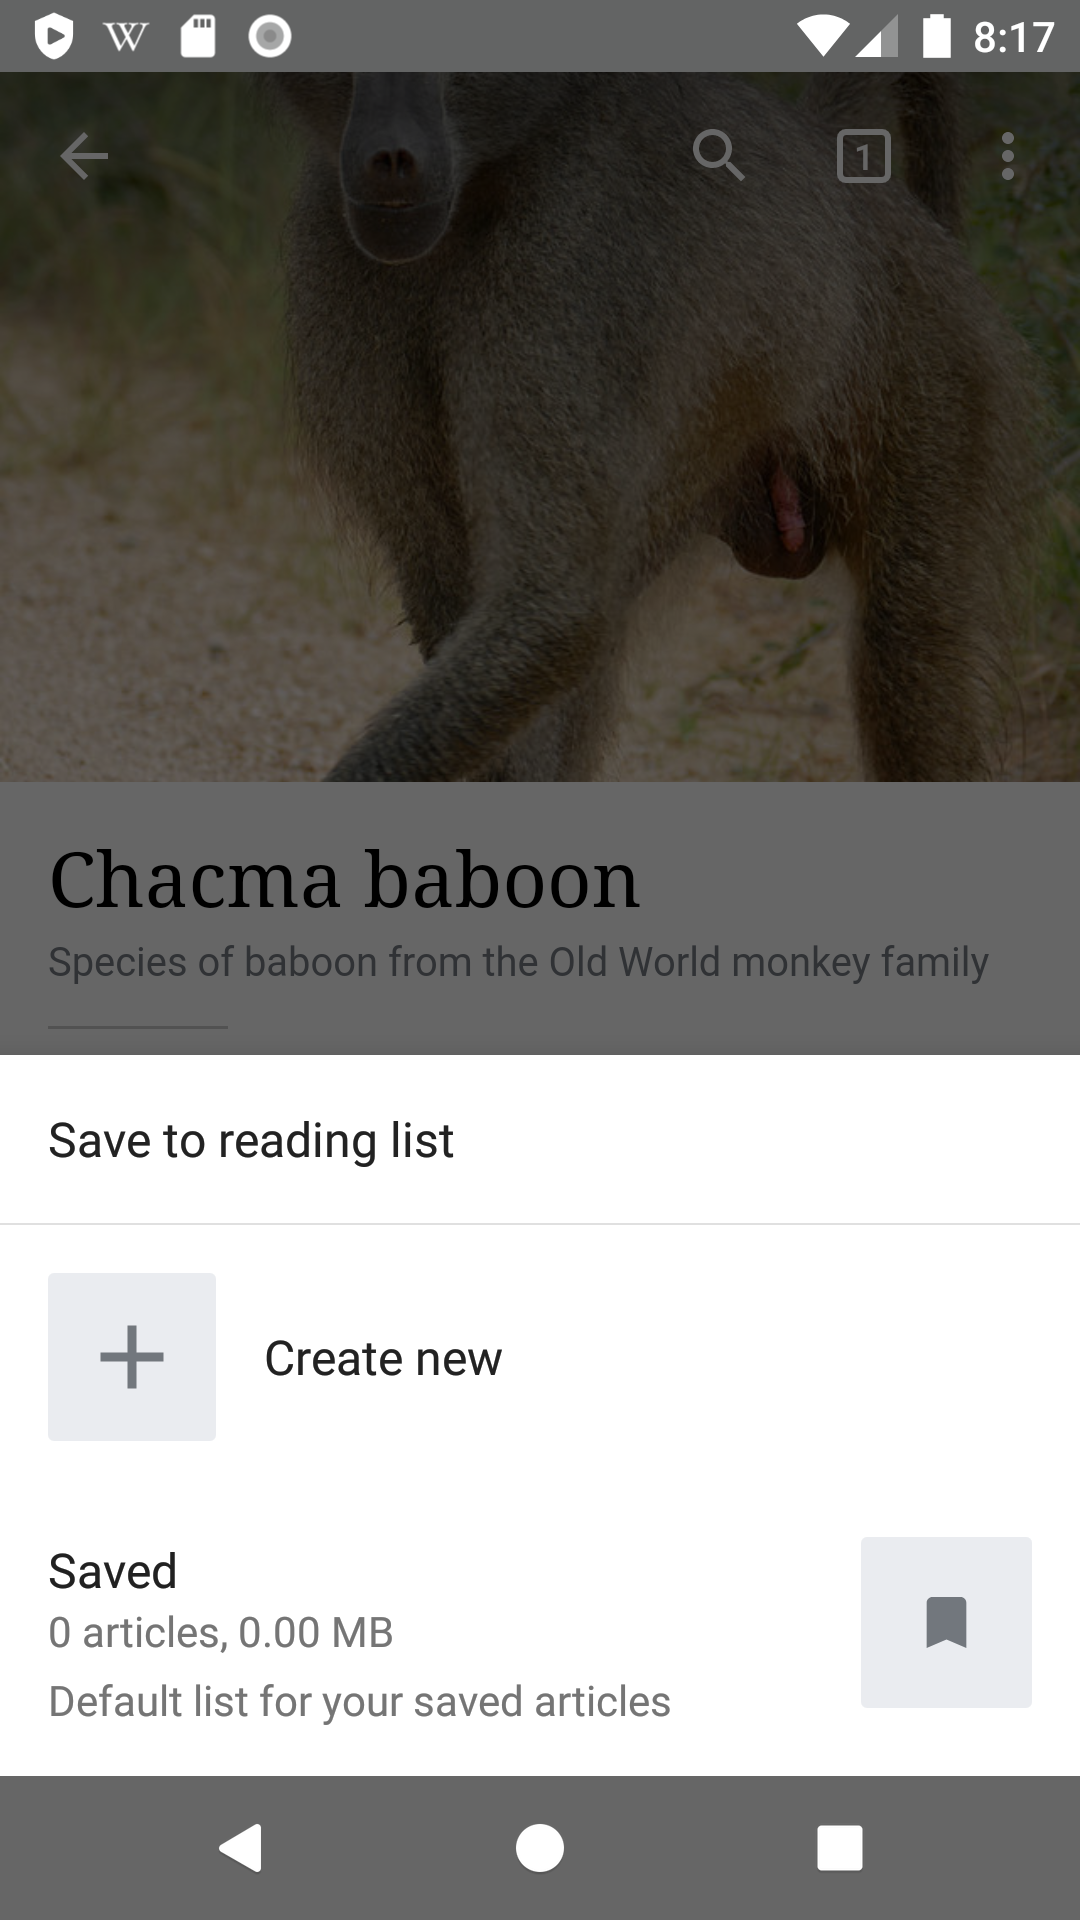 W 8:17
1
Chacma baboon
Species of baboon from the Old World monkey family
Save to reading list
Create new
Saved
0 articles, 0.00 MB
Default list for your saved articles